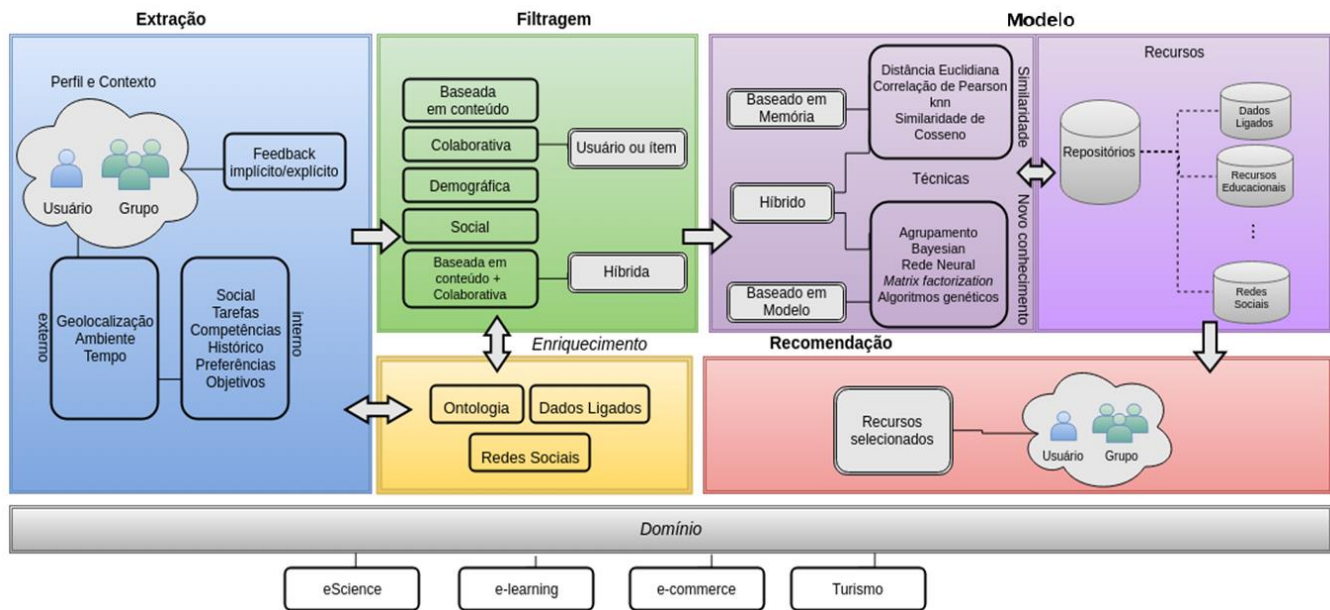 Extração
Filtragem
Modelo
Perfil e Contexto
Usuário
Grupo
Feedback
implícito/explícito
externo
Geolocalização
Ambiente
Tempo
Social
Tarefas
Competências
Histórico
Preferências
Objetivos
interno
Baseada
em conteúdo
Colaborativa
Usuário ou ítem
Demográfica
Social
Baseada em
conteúdo +
Colaborativa
Híbrida
Enriquecimento
Ontologia
Dados Ligados
Redes Sociais
Baseado em
Memória
Híbrido
Baseado em
Modelo
Distância Euclidiana
Correlação de Pearson
knn
Similaridade de
Cosseno
Técnicas
Agrupamento
Bayesian
Rede Neural
Matrix factorization
Algoritmos genéticos
Similaridade
Novo conhecimento
Recursos
Repositórios
Dados
Ligados
Recursos
Educacionais
...
Redes
Sociais
Recomendação
Recursos
selecionados
Usuário
Grupo
Domínio
eScience
e-learning
e-commerce
Turismo